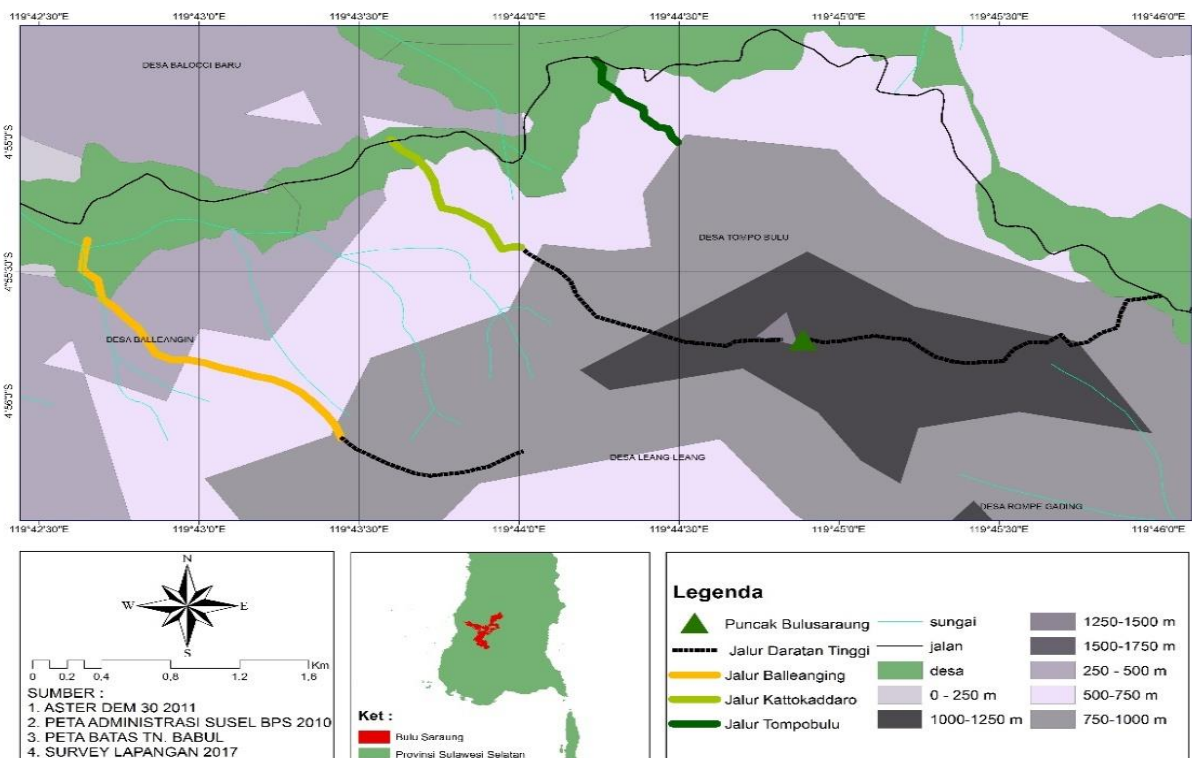 119°42'30"E 119°43'0"E 119°43'30"E 119°44'0"E 119°44'30"E 119°45'0"E 119°45'30"E 119°46'0"E
DESA BALOCCI BARU
4°55'0"S
DESA TOMPO BULU
4°55'30"S
DESA BALLEANGIN
4°56'0"S
DESA LEANG LEANG
DESA ROMPE GADING
119°42'30"E 119°43'0"E 119°43'30"E 119°44'0"E 119°44'30"E 119°45'0"E 119°45'30"E 119°46'0"E
N
W E
S
0 0,2 0,4 0,8 1,2 1,6 Km
SUMBER :
1. ASTER DEM 30 2011
2. PETA ADMINISTRASI SUSEL BPS 2010
3. PETA BATAS TN. BABUL
4. SURVEY LAPANGAN 2017
Ket :
Bulu Saraung
Provinsi Sulawesi Selatan
Legenda
Puncak Bulusaraung
Jalur Daratan Tinggi
Jalur Balleanging
Jalur Kattokaddaro
Jalur Tompobulu
sungai
jalan
desa
0 - 250 m
1000-1250 m
1250-1500 m
1500-1750 m
250 - 500 m
500-750 m
750-1000 m